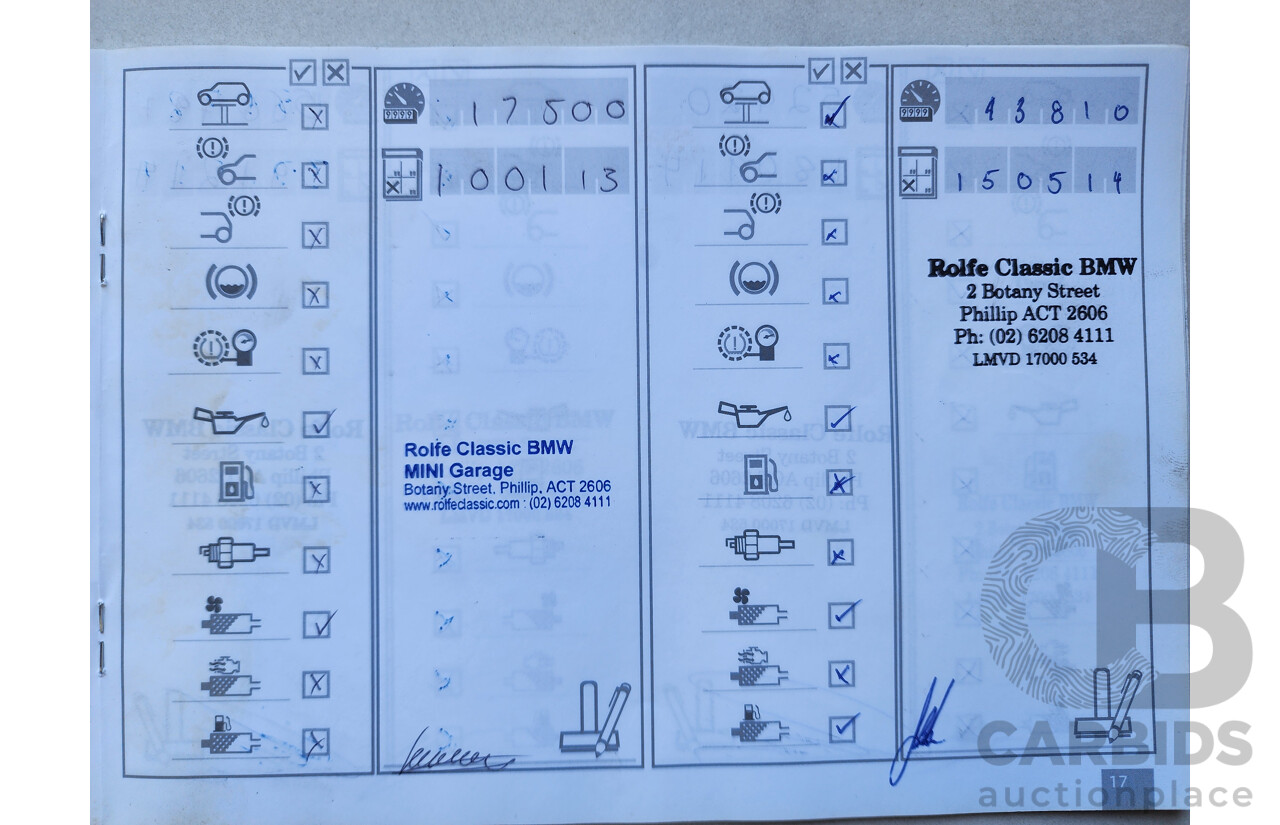 17500
100113
Rolfe Classic BMW
MINI Garage
Botany Street, Phillip, ACT 2606
www.rolfeclassic.com : (02) 6208 4111
43810
150514
Rolfe Classic BMW
2 Botany Street
Phillip ACT 2606
Ph: (02) 6208 4111
LMVD 17000 534
17
CARBIDS
auctionplace